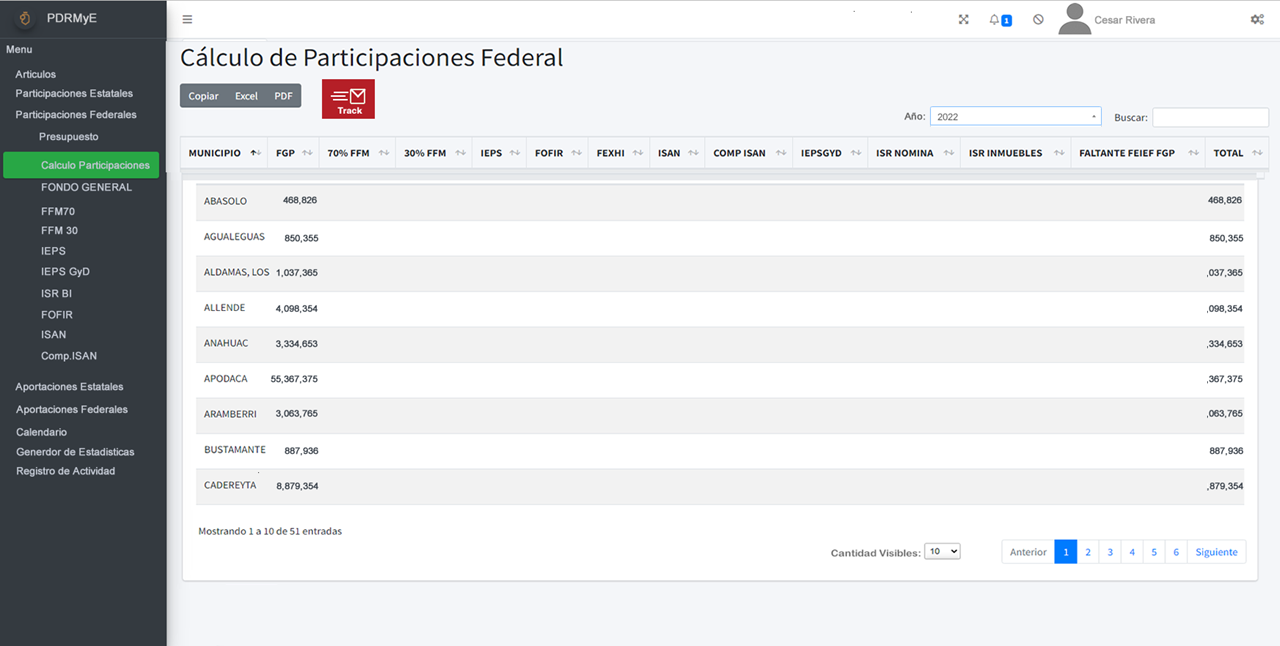 PDRMyE
1
Cesar Rivera
Menu
Articulos
Participaciones Estatales
Participaciones Federales
Presupuesto
Calculo Participaciones
FONDO GENERAL
FFM70
FFM 30
IEPS
IEPS GyD
ISR BI
FOFIR
ISAN
Comp.ISAN
Aportaciones Estatales
Aportaciones Federales
Calendario
Generdor de Estadisticas
Registro de Actividad
Cálculo de Participaciones Federal
Copiar Excel PDF
Track
Año: 2022 Buscar:
MUNICIPIO FGP 70% FFM 30% FFM IEPS FOFIR FEXHI ISAN COMP ISAN IEPSGYD ISR NOMINA ISR INMUEBLES FALTANTE FEIEF FGP TOTAL
ABASOLO 468,826 468,826
AGUALEGUAS 850,355 850,355
ALDAMAS, LOS 1,037,365 ,037,365
ALLENDE 4,098,354 ,098,354
ANAHUAC 3,334,653 ,334,653
APODACA 55,367,375 ,367,375
ARAMBERRI 3,063,765 ,063,765
BUSTAMANTE 887,936 887,936
CADEREYTA 8,879,354 ,879,354
Mostrando 1 a 10 de 51 entradas
Cantidad Visibles: 10
Anterior 1 2 3 4 5 6 Siguiente